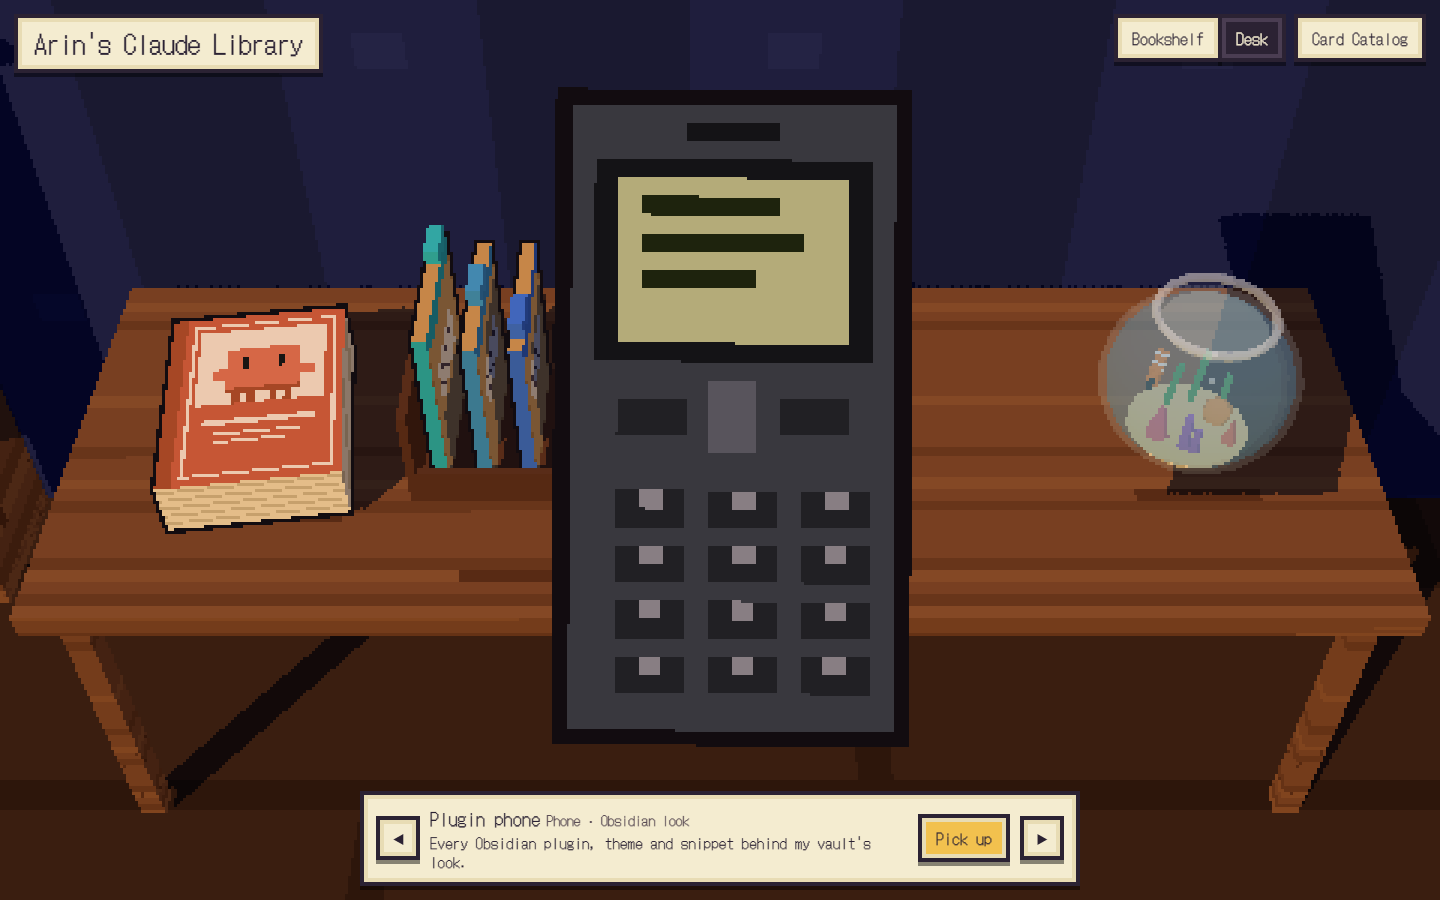 Arin's Claude Library
Bookshelf
Desk
Card Catalog
Plugin phone Phone · Obsidian look
Every Obsidian plugin, theme and snippet behind my vault's
look.
Pick up